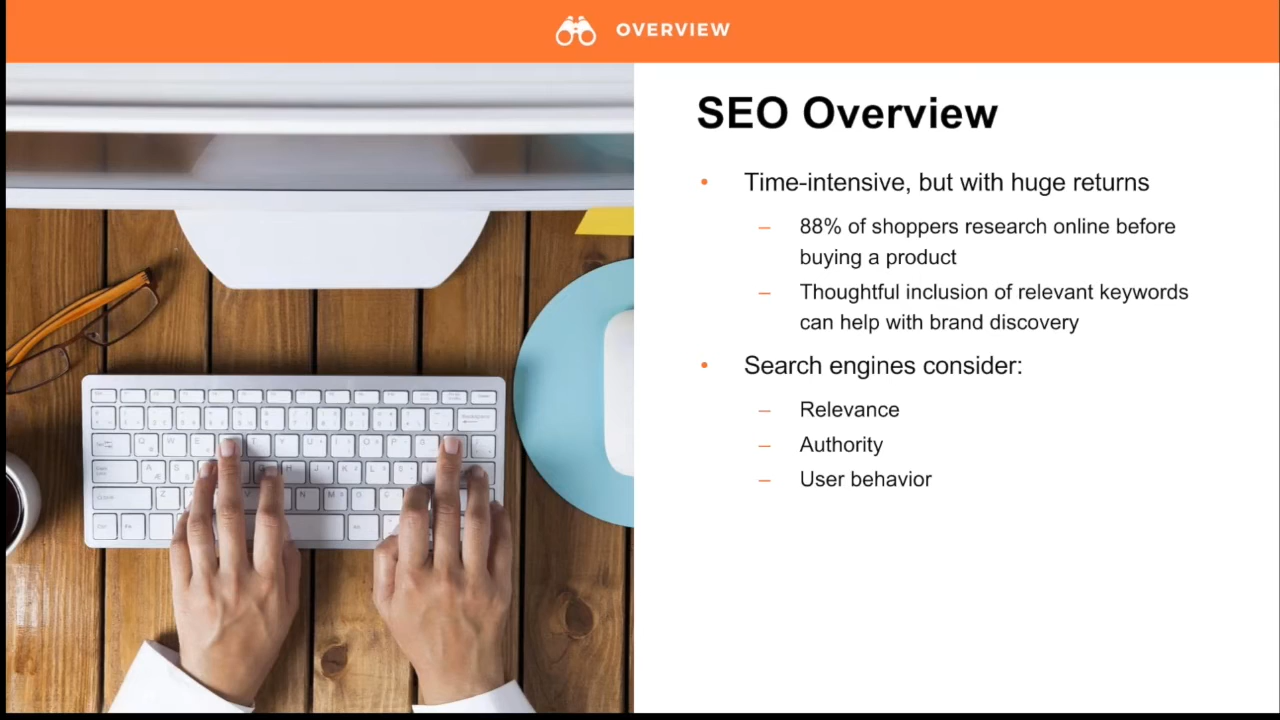 OVERVIEW
SEO Overview
• Time-intensive, but with huge returns
– 88% of shoppers research online before
buying a product
– Thoughtful inclusion of relevant keywords
can help with brand discovery
• Search engines consider:
– Relevance
– Authority
– User behavior